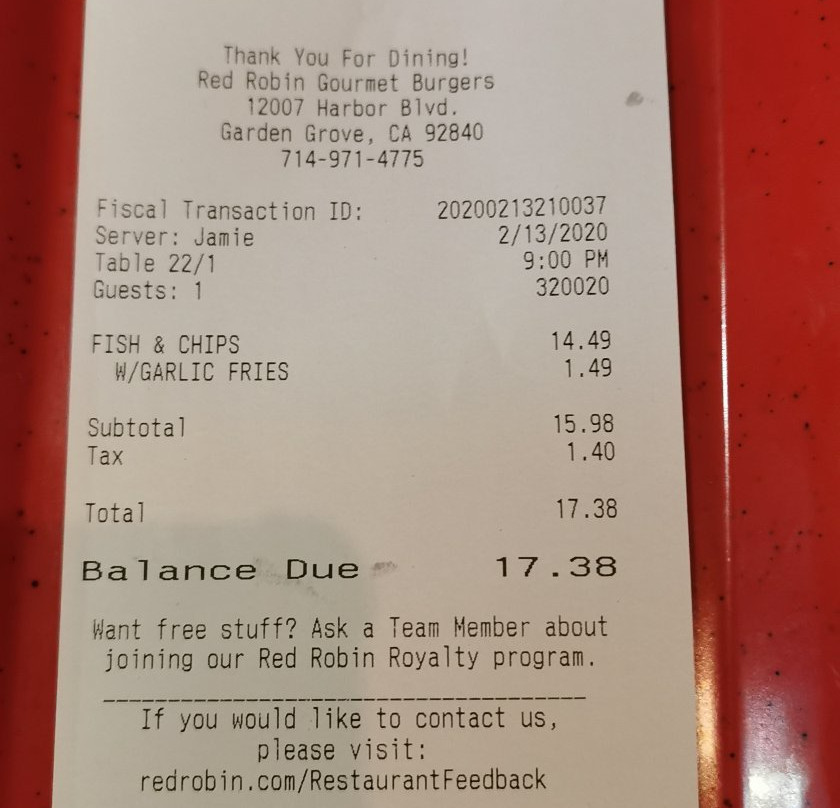 Thank You For Dining!
Red Robin Gourmet Burgers
12007 Harbor Blvd.
Garden Grove, CA 92840
714-971-4775
Fiscal Transaction ID: 20200213210037
Server: Jamie 2/13/2020
Table 22/1 9:00 PM
Guests: 1 320020
FISH & CHIPS 14.49
W/GARLIC FRIES 1.49
Subtotal 15.98
Tax 1.40
Total 17.38
Balance Due 17.38
Want free stuff? Ask a Team Member about
joining our Red Robin Royalty program.
If you would like to contact us,
please visit:
redrobin.com/RestaurantFeedback